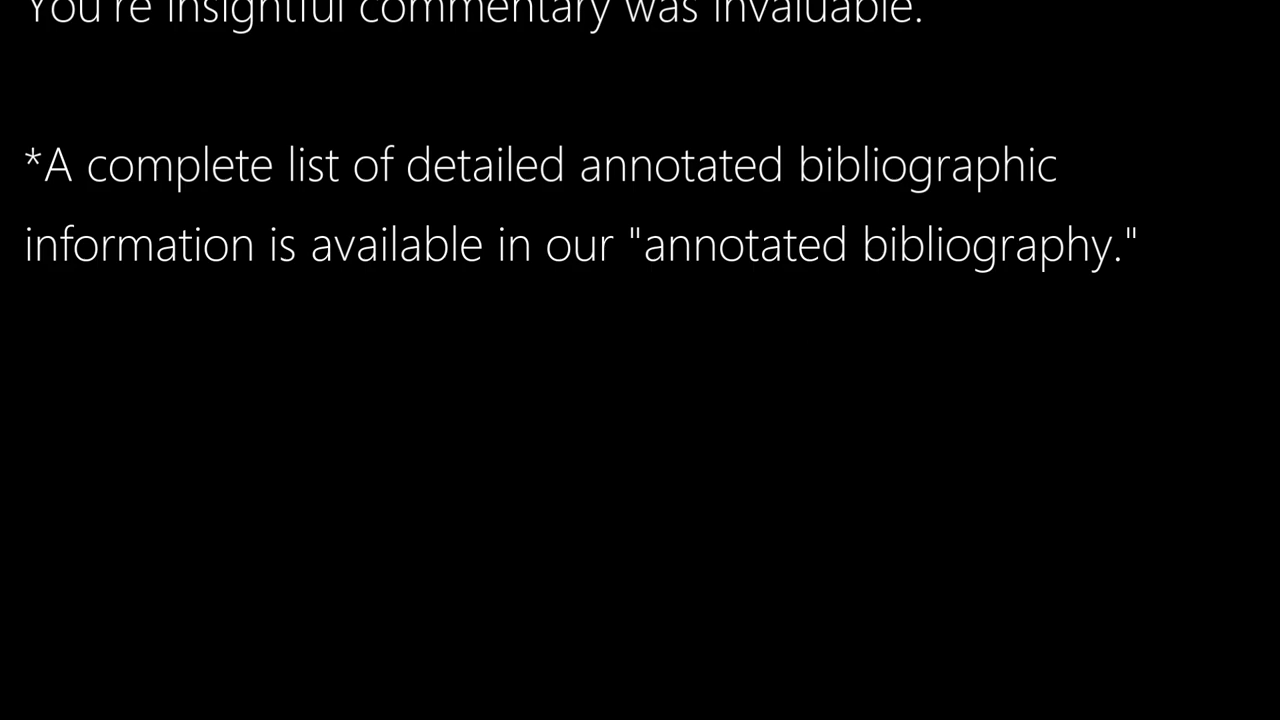 You're insightful commentary was invaluable.
*A complete list of detailed annotated bibliographic
information is available in our "annotated bibliography."